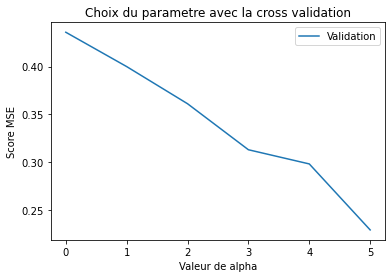 Choix du parametre avec la cross validation
Validation
Score MSE
0.40
0.35
0.30
0.25
0 1 2 3 4 5
Valeur de alpha